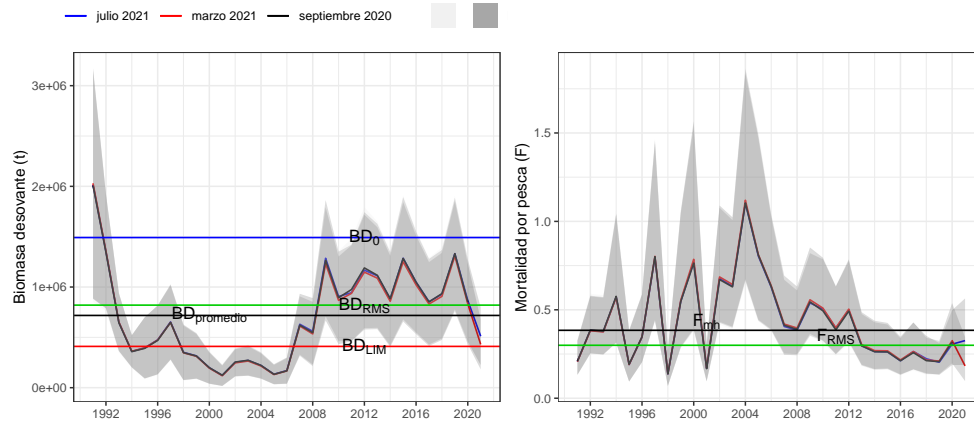 julio 2021 marzo 2021 septiembre 2020
Biomasa desovante (t)
3e+06
2e+06
1e+06
0e+00
BD0
BDRMS
BDpromedio
BDLIM
1992 1996 2000 2004 2008 2012 2016 2020
Mortalidad por pesca (F)
1.5
1.0
0.5
0.0
Fmh
FRMS
1992 1996 2000 2004 2008 2012 2016 2020